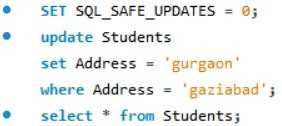 SET SQL_SAFE_UPDATES = 0;
update Students
set Address = 'gurgaon'
where Address = 'gaziabad';
select * from Students;